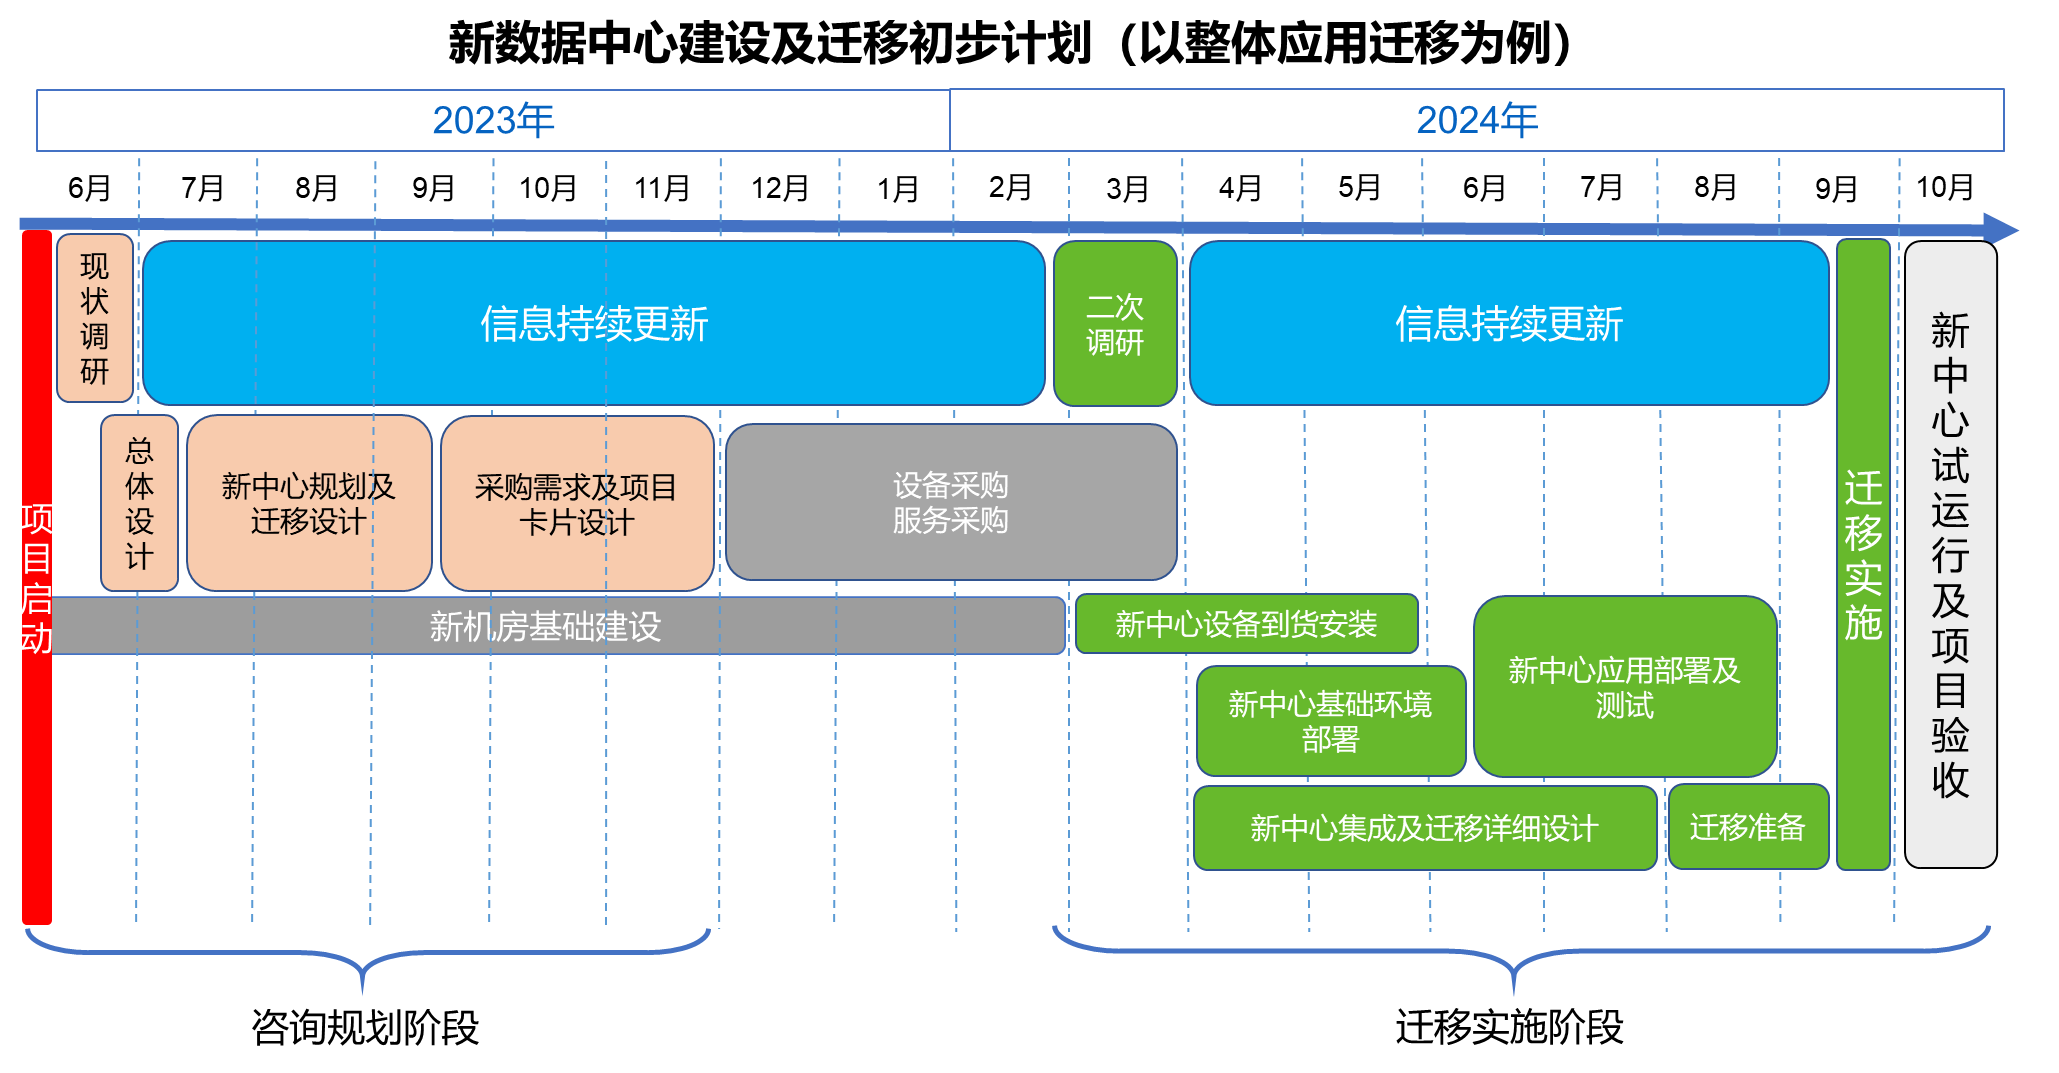 新数据中心建设及迁移初步计划（以整体应用迁移为例）
2023年
2024年
6月
7月
8月
9月
10月
11月
12月
1月
2月
3月
4月
5月
6月
7月
8月
9月
10月
项目启动
现状调研
信息持续更新
二次
调研
信息持续更新
总体设计
新中心规划及
迁移设计
采购需求及项目
卡片设计
设备采购
服务采购
新机房基础建设
新中心设备到货安装
新中心基础环境
部署
新中心应用部署及
测试
新中心集成及迁移详细设计
迁移准备
迁移实施
新中心试运行及项目验收
咨询规划阶段
迁移实施阶段